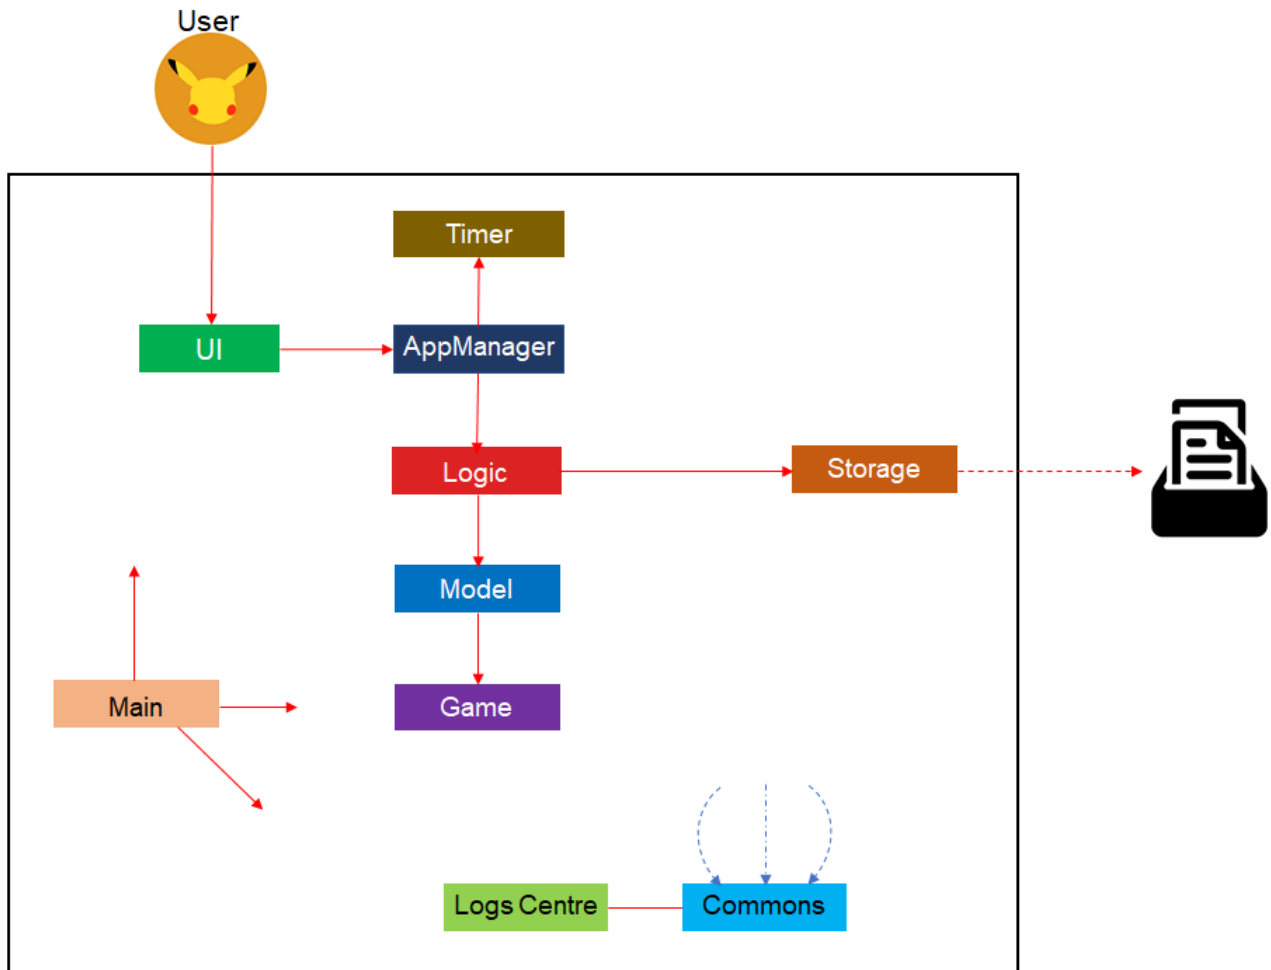 User
Timer
UI
AppManager
Logic
Storage
Model
Main
Game
Logs Centre
Commons